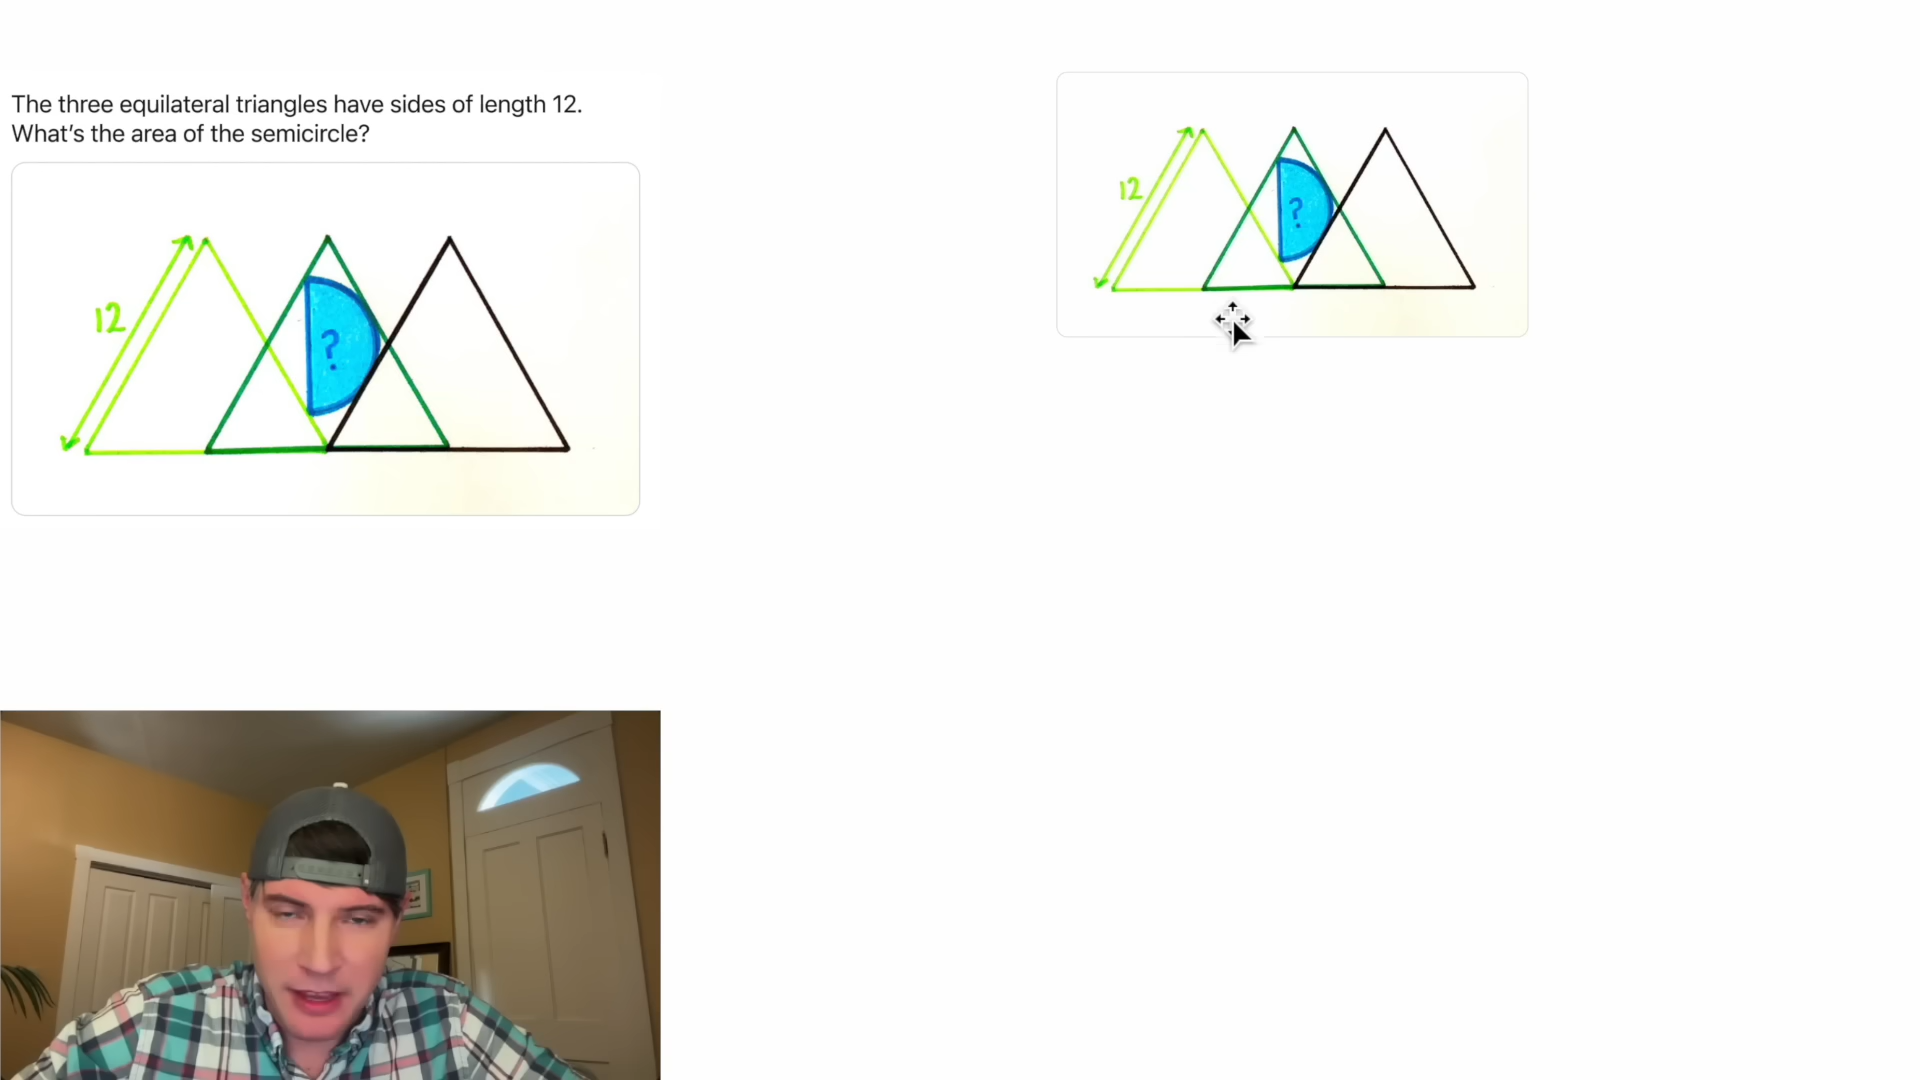 The three equilateral triangles have sides of length 12.
What's the area of the semicircle?
12
?
12
?